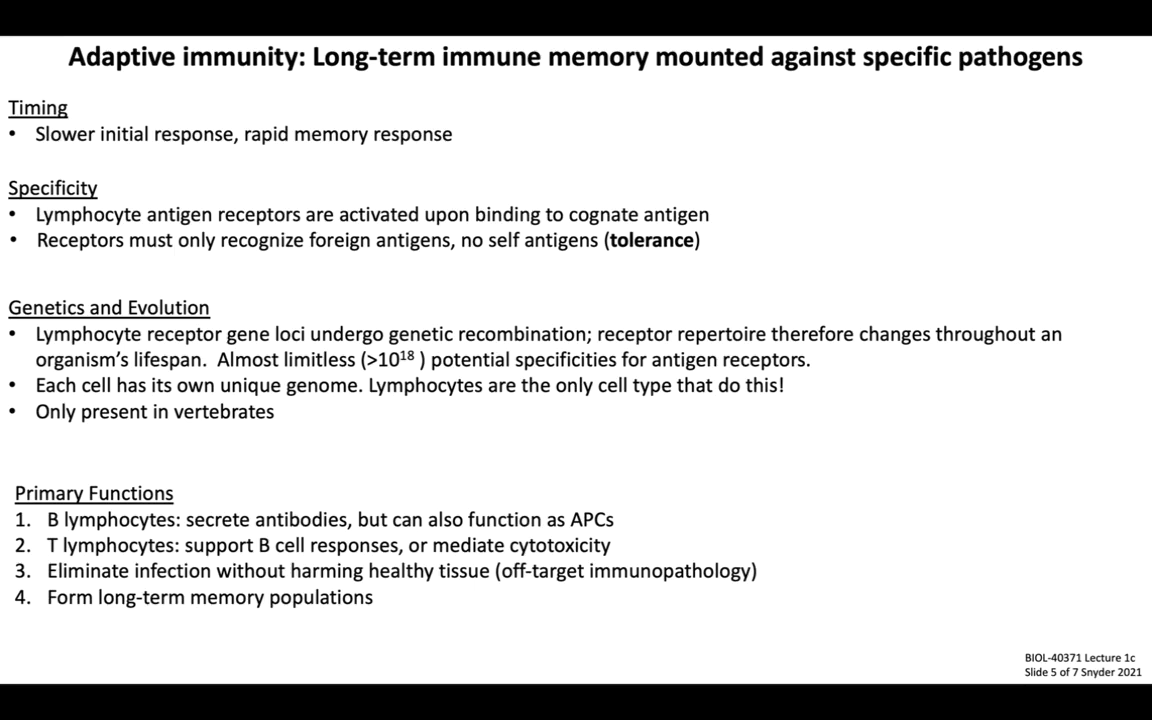 Adaptive immunity: Long-term immune memory mounted against specific pathogens
Timing
• Slower initial response, rapid memory response
Specificity
• Lymphocyte antigen receptors are activated upon binding to cognate antigen
• Receptors must only recognize foreign antigens, no self antigens (tolerance)
Genetics and Evolution
• Lymphocyte receptor gene loci undergo genetic recombination; receptor repertoire therefore changes throughout an
organism's lifespan. Almost limitless (>10¹⁸ ) potential specificities for antigen receptors.
• Each cell has its own unique genome. Lymphocytes are the only cell type that do this!
• Only present in vertebrates
Primary Functions
1. B lymphocytes: secrete antibodies, but can also function as APCs
2. T lymphocytes: support B cell responses, or mediate cytotoxicity
3. Eliminate infection without harming healthy tissue (off-target immunopathology)
4. Form long-term memory populations
BIOL-40371 Lecture 1c
Slide 5 of 7 Snyder 2021